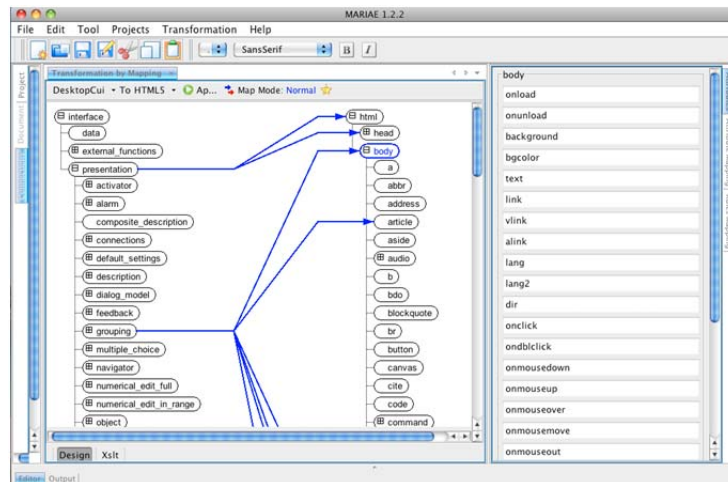 MARIAE 1.2.2
File Edit Tool Projects Transformation Help
SansSerif B I
Project
Document
Transformation by Mapping
DesktopCui To HTML5 Ap... Map Mode: Normal
interface
data
external_functions
presentation
activator
alarm
composite_description
connections
default_settings
description
dialog_model
feedback
grouping
multiple_choice
navigator
numerical_edit_full
numerical_edit_in_range
object
html
head
body
a
abbr
address
article
aside
audio
b
bdo
blockquote
br
button
canvas
cite
code
command
Design Xslt
body
onload
onunload
background
bgcolor
text
link
vlink
alink
lang
lang2
dir
onclick
ondblclick
onmousedown
onmouseup
onmouseover
onmousemove
onmouseout
Editor Output